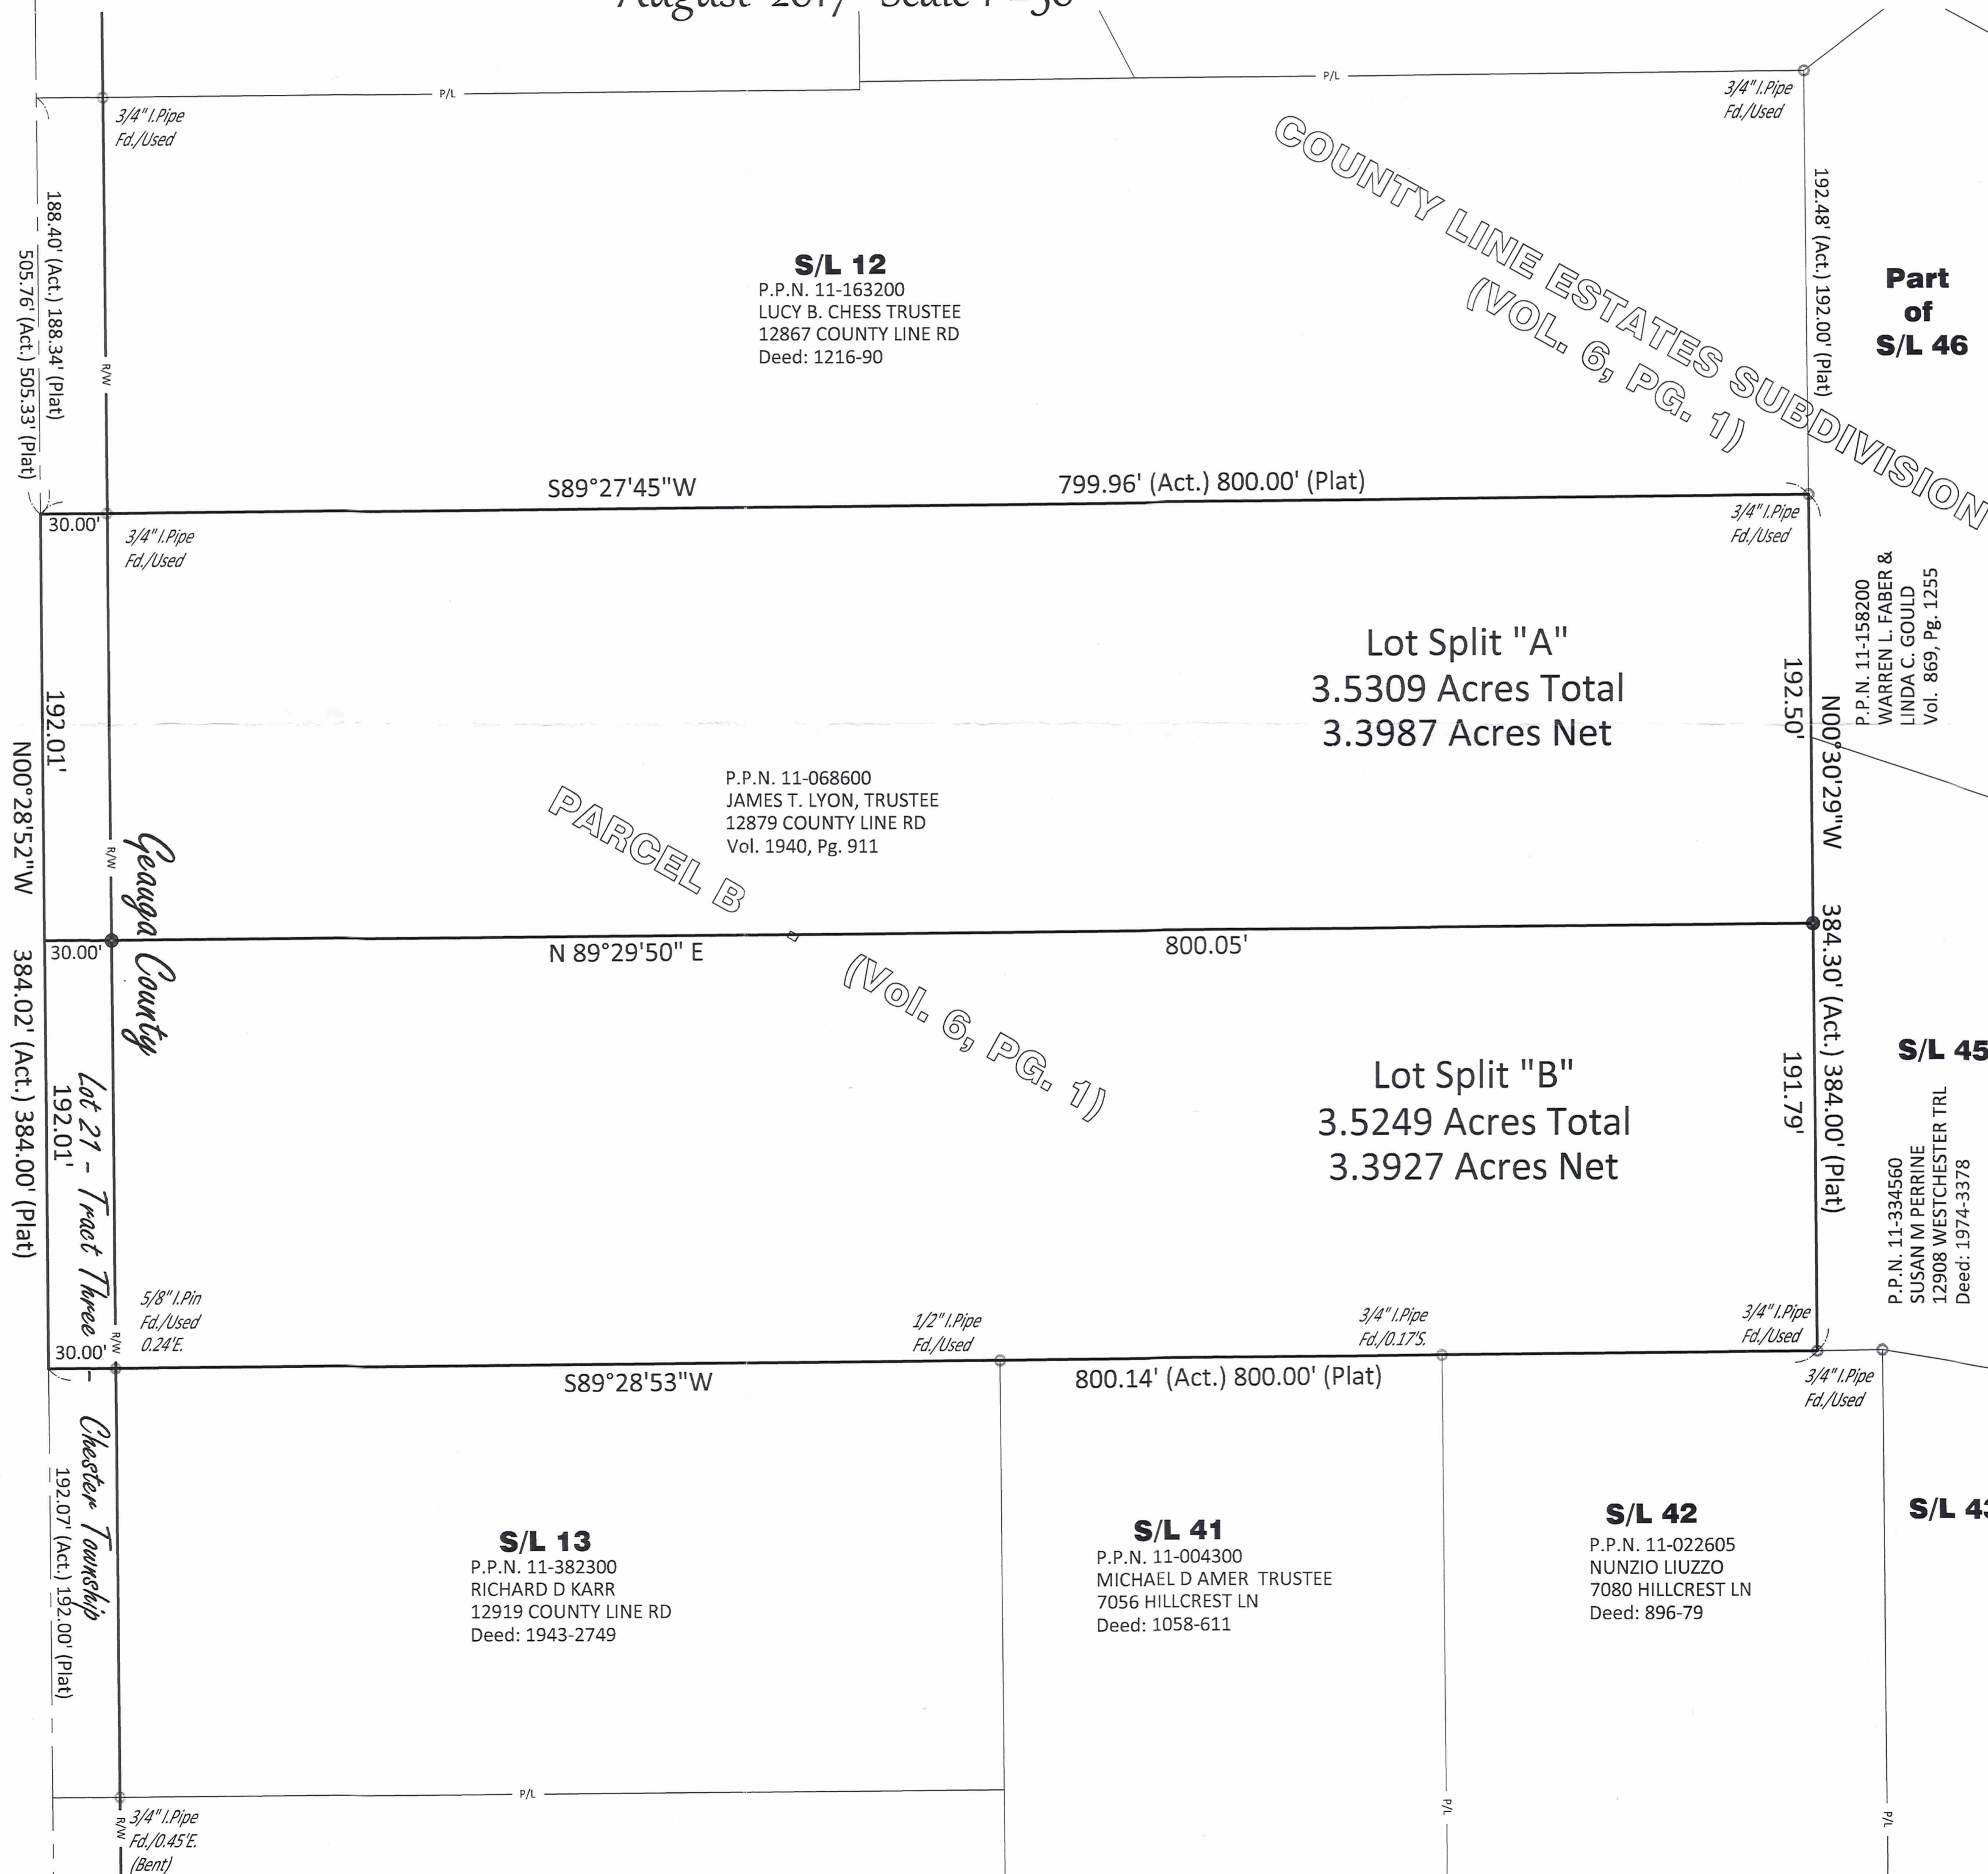 August 2017 Scale 1"=50'
P/L
P/L
3/4" I.Pipe
Fd./Used
3/4" I.Pipe
Fd./Used
COUNTY LINE ESTATES SUBDIVISION
(VOL. 6, PG. 1)
188.40' (Act.) 188.34' (Plat)
505.76' (Act.) 505.33' (Plat)
R/W
S/L 12
P.P.N. 11-163200
LUCY B. CHESS TRUSTEE
12867 COUNTY LINE RD
Deed: 1216-90
192.48' (Act.) 192.00' (Plat)
Part
of
S/L 46
S89°27'45"W
799.96' (Act.) 800.00' (Plat)
30.00'
3/4" I.Pipe
Fd./Used
3/4" I.Pipe
Fd./Used
P.P.N. 11-158200
WARREN L. FABER &
LINDA C. GOULD
Vol. 869, Pg. 1255
Lot Split "A"
3.5309 Acres Total
3.3987 Acres Net
192.01'
192.50'
N00°28'52"W 384.02' (Act.) 384.00' (Plat)
N00°30'29"W 384.30' (Act.) 384.00' (Plat)
P.P.N. 11-068600
JAMES T. LYON, TRUSTEE
12879 COUNTY LINE RD
Vol. 1940, Pg. 911
PARCEL B
(Vol. 6, PG. 1)
R/W
Geauga County
30.00'
N 89°29'50" E
800.05'
Lot 21 - Tract Three - Chester Township
192.01'
Lot Split "B"
3.5249 Acres Total
3.3927 Acres Net
191.79'
S/L 45
P.P.N. 11-334560
SUSAN M PERRINE
12908 WESTCHESTER TRL
Deed: 1974-3378
5/8" I.Pin
Fd./Used
0.24'E.
1/2" I.Pipe
Fd./Used
3/4" I.Pipe
Fd./0.17'S.
3/4" I.Pipe
Fd./Used
R/W
30.00'
S89°28'53"W
800.14' (Act.) 800.00' (Plat)
3/4" I.Pipe
Fd./Used
192.07' (Act.) 192.00' (Plat)
S/L 13
P.P.N. 11-382300
RICHARD D KARR
12919 COUNTY LINE RD
Deed: 1943-2749
S/L 41
P.P.N. 11-004300
MICHAEL D AMER TRUSTEE
7056 HILLCREST LN
Deed: 1058-611
S/L 42
P.P.N. 11-022605
NUNZIO LIUZZO
7080 HILLCREST LN
Deed: 896-79
S/L 43
P/L
P/L
P/L
R/W
3/4" I.Pipe
Fd./0.45'E.
(Bent)